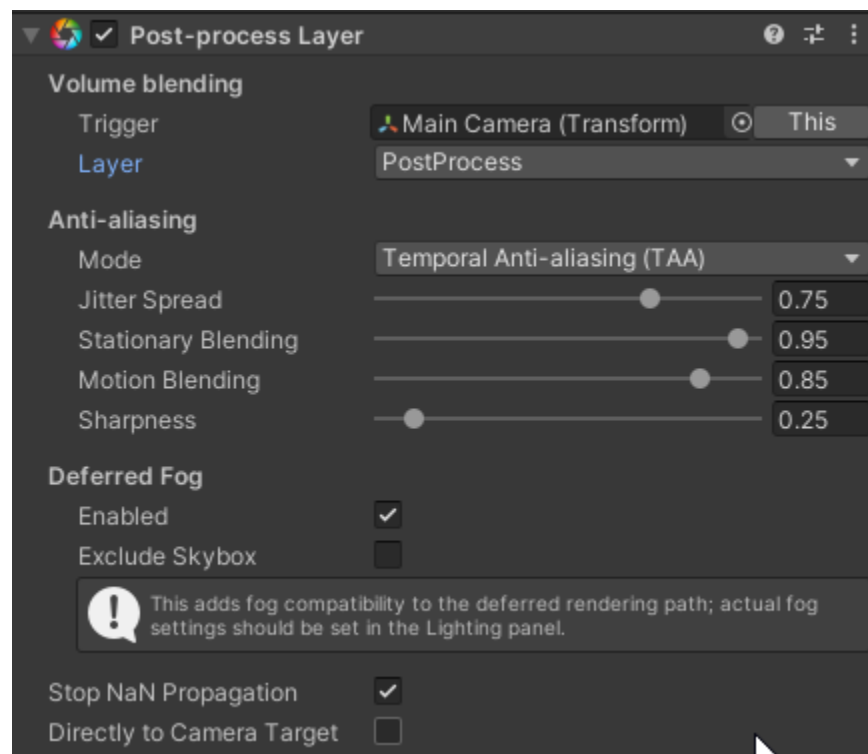 Post-process Layer
Volume blending
Trigger Main Camera (Transform) This
Layer PostProcess
Anti-aliasing
Mode Temporal Anti-aliasing (TAA)
Jitter Spread 0.75
Stationary Blending 0.95
Motion Blending 0.85
Sharpness 0.25
Deferred Fog
Enabled
Exclude Skybox
This adds fog compatibility to the deferred rendering path; actual fog
settings should be set in the Lighting panel.
Stop NaN Propagation
Directly to Camera Target